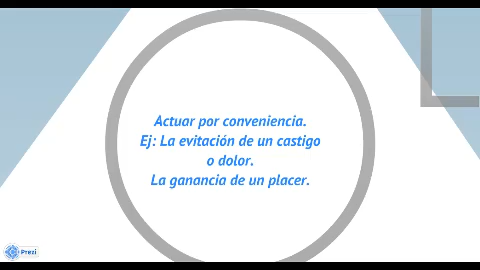 Actuar por conveniencia.
Ej: La evitación de un castigo
o dolor.
La ganancia de un placer.
Prezi